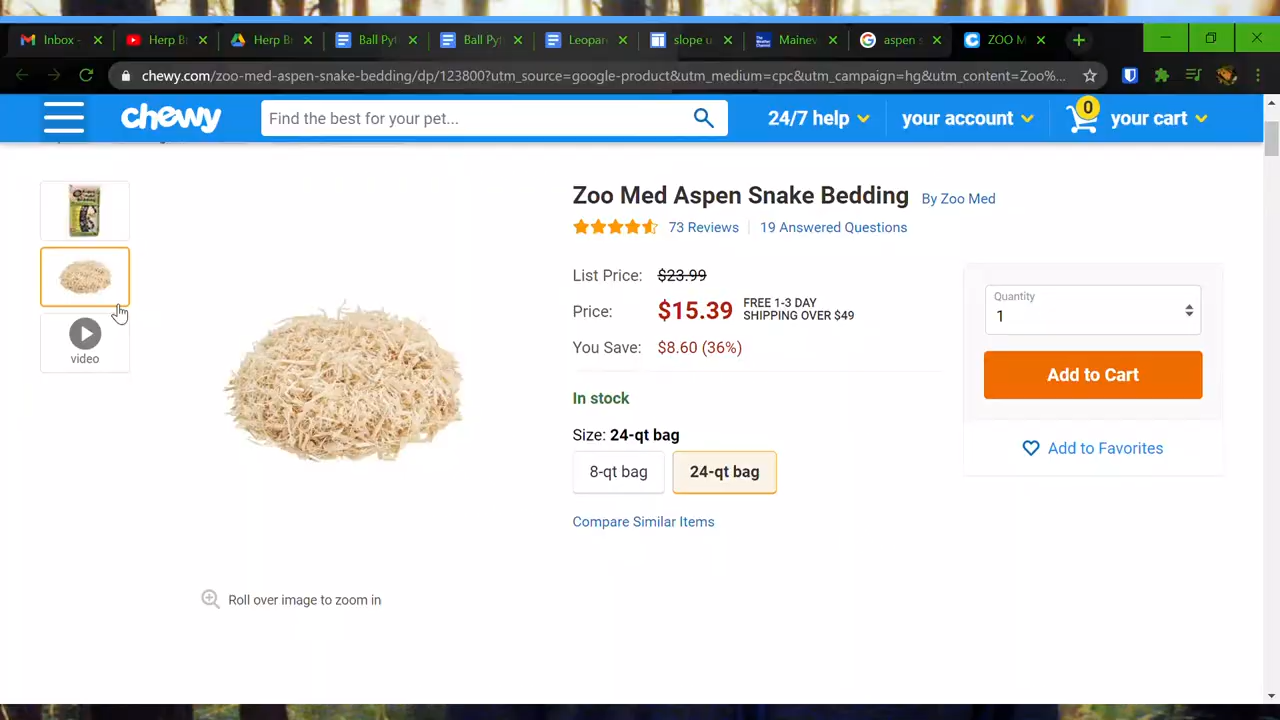 Inbox -
Herp Br
Herp Br
Ball Pyt
Ball Pyt
Leopard
slope u
Mainev
aspen s
ZOO M
chewy.com/zoo-med-aspen-snake-bedding/dp/123800?utm_source=google-product&utm_medium=cpc&utm_campaign=hg&utm_content=Zoo%...
chewy
Find the best for your pet...
24/7 help
your account
0
your cart
Zoo Med Aspen Snake Bedding By Zoo Med
73 Reviews
19 Answered Questions
List Price: $23.99
Price: $15.39 FREE 1-3 DAY
SHIPPING OVER $49
You Save: $8.60 (36%)
In stock
Size: 24-qt bag
8-qt bag
24-qt bag
Compare Similar Items
Quantity
1
Add to Cart
Add to Favorites
video
Roll over image to zoom in